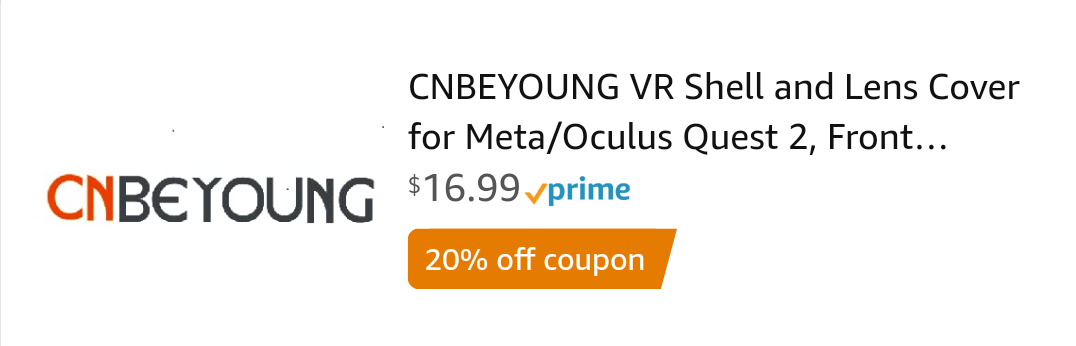 CNBEYOUNG
CNBEYOUNG VR Shell and Lens Cover
for Meta/Oculus Quest 2, Front...
$16.99 prime
20% off coupon